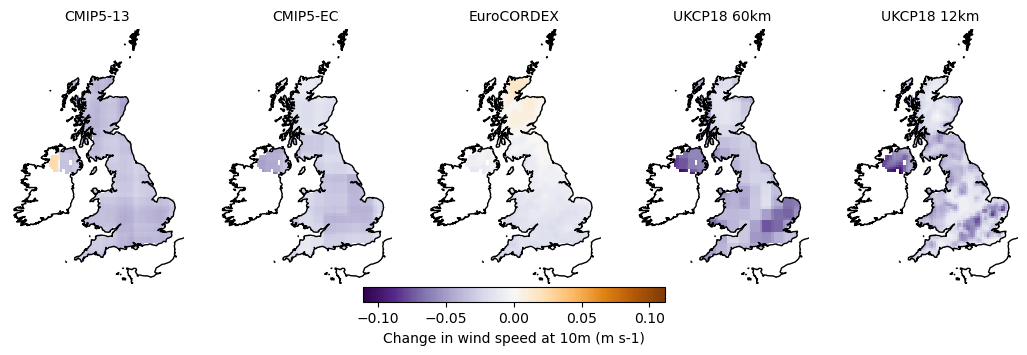 CMIP5-13 CMIP5-EC EuroCORDEX UKCP18 60km UKCP18 12km
−0.10 −0.05 0.00 0.05 0.10
Change in wind speed at 10m (m s-1)